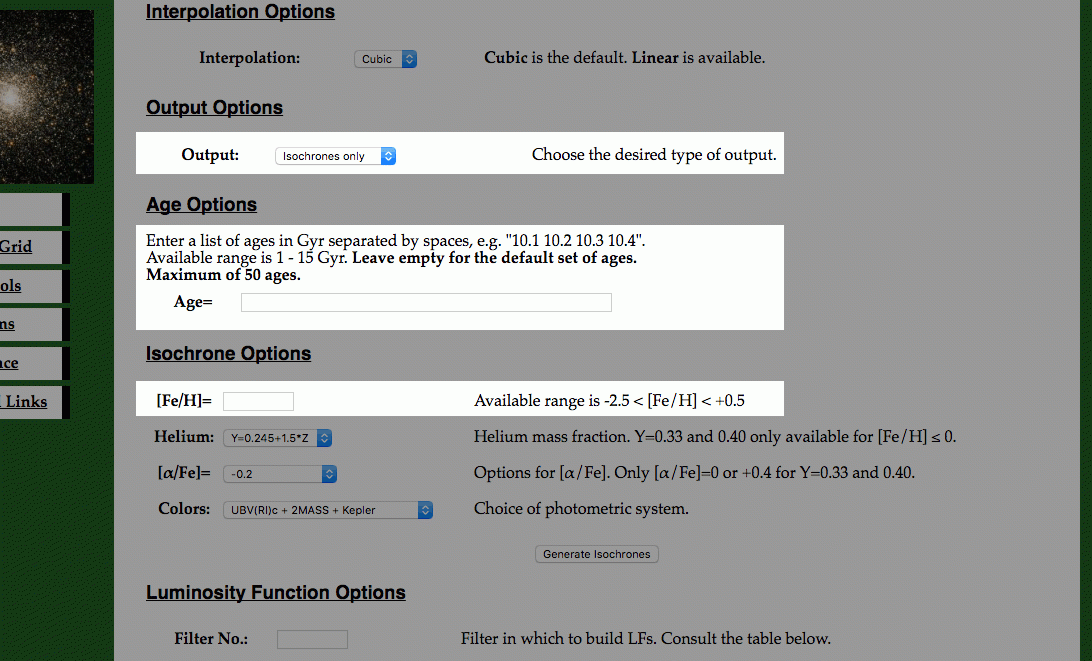 Interpolation Options
Interpolation: Cubic Cubic is the default. Linear is available.
Output Options
Output: Isochrones only Choose the desired type of output.
Age Options
Enter a list of ages in Gyr separated by spaces, e.g. "10.1 10.2 10.3 10.4".
Available range is 1 - 15 Gyr. Leave empty for the default set of ages.
Maximum of 50 ages.
Age=
Grid
ols
ms
nce
Links
Isochrone Options
[Fe/H]= Available range is -2.5 < [Fe/H] < +0.5
Helium: Y=0.245+1.5*Z Helium mass fraction. Y=0.33 and 0.40 only available for [Fe/H] ≤ 0.
[α/Fe]= -0.2 Options for [α/Fe]. Only [α/Fe]=0 or +0.4 for Y=0.33 and 0.40.
Colors: UBV(RI)c + 2MASS + Kepler Choice of photometric system.
Generate Isochrones
Luminosity Function Options
Filter No.: Filter in which to build LFs. Consult the table below.